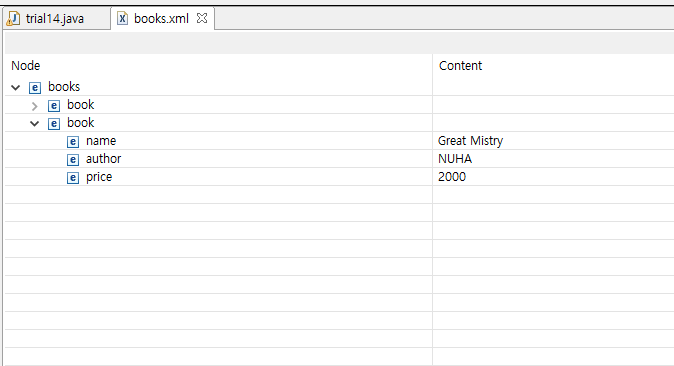 trial14.java books.xml
Node Content
books
book
book
name Great Mistry
author NUHA
price 2000